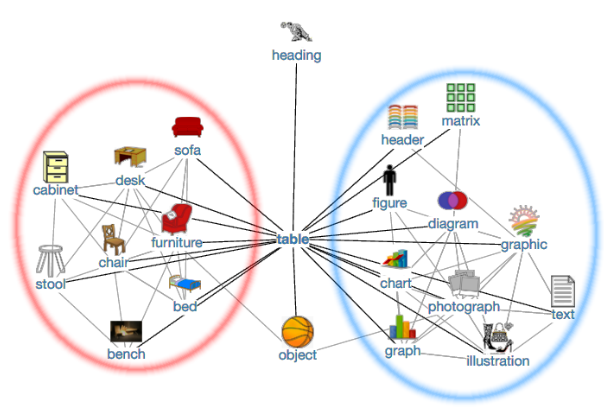 heading
matrix
header
sofa
desk
cabinet
figure
diagram
furniture
table
graphic
chair
stool
chart
bed
photograph
text
bench
object
graph
illustration